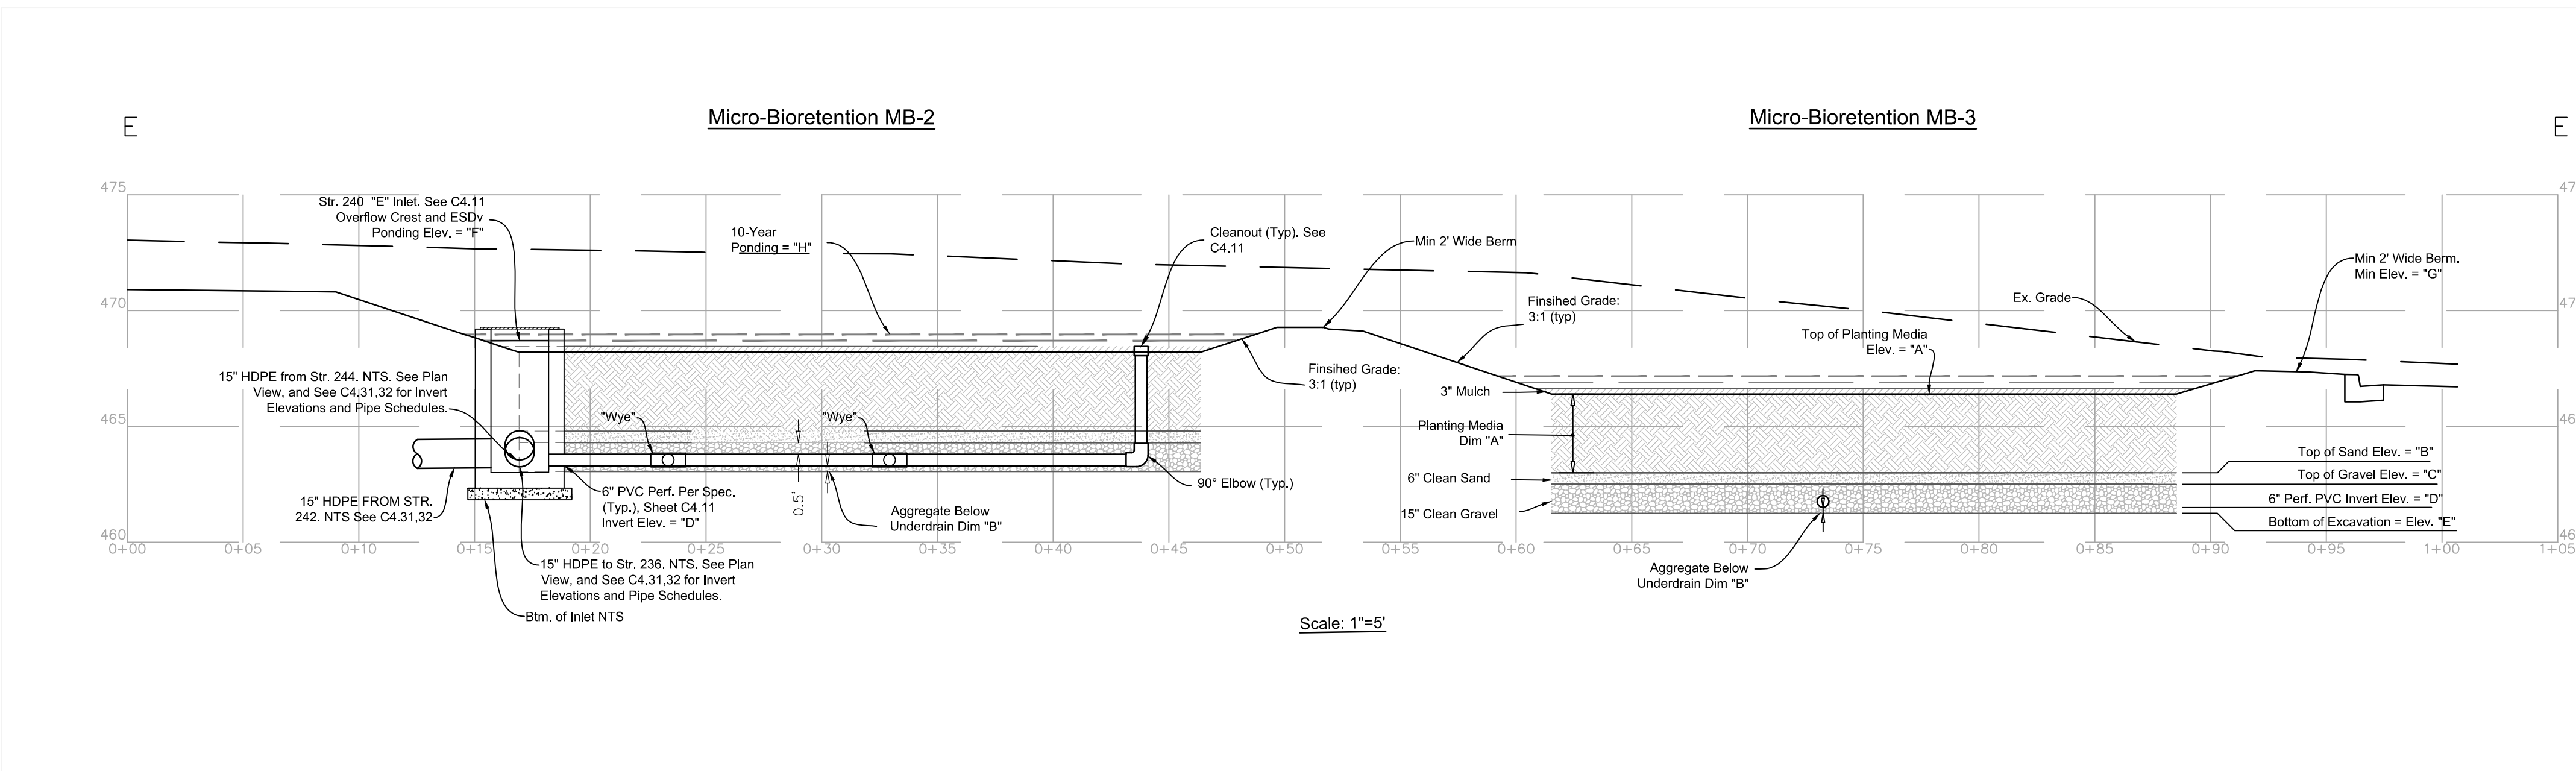 Micro-Bioretention MB-2
Micro-Bioretention MB-3
E
E
475
47
Str. 240 "E" Inlet. See C4.11
Overflow Crest and ESDv
Ponding Elev. = "F"
10-Year
Ponding = "H"
Cleanout (Typ). See
C4.11
Min 2' Wide Berm
Min 2' Wide Berm.
Min Elev. = "G"
470
47
Finsihed Grade:
3:1 (typ)
Ex. Grade
Top of Planting Media
Elev. = "A"
15" HDPE from Str. 244. NTS. See Plan
View, and See C4.31,32 for Invert
Elevations and Pipe Schedules.
Finsihed Grade:
3:1 (typ)
3" Mulch
465
46
"Wye"
"Wye"
Planting Media
Dim "A"
Top of Sand Elev. = "B"
Top of Gravel Elev. = "C"
6" Perf. PVC Invert Elev. = "D"
Bottom of Excavation = Elev. "E"
6" Clean Sand
15" Clean Gravel
90° Elbow (Typ.)
15" HDPE FROM STR.
242. NTS See C4.31,32
6" PVC Perf. Per Spec.
(Typ.), Sheet C4.11
Invert Elev. = "D"
0.5'
Aggregate Below
Underdrain Dim "B"
460
46
0+00
0+05
0+10
0+15
0+20
0+25
0+30
0+35
0+40
0+45
0+50
0+55
0+60
0+65
0+70
0+75
0+80
0+85
0+90
0+95
1+00
1+05
15" HDPE to Str. 236. NTS. See Plan
View, and See C4.31,32 for Invert
Elevations and Pipe Schedules.
Aggregate Below
Underdrain Dim "B"
Btm. of Inlet NTS
Scale: 1"=5'